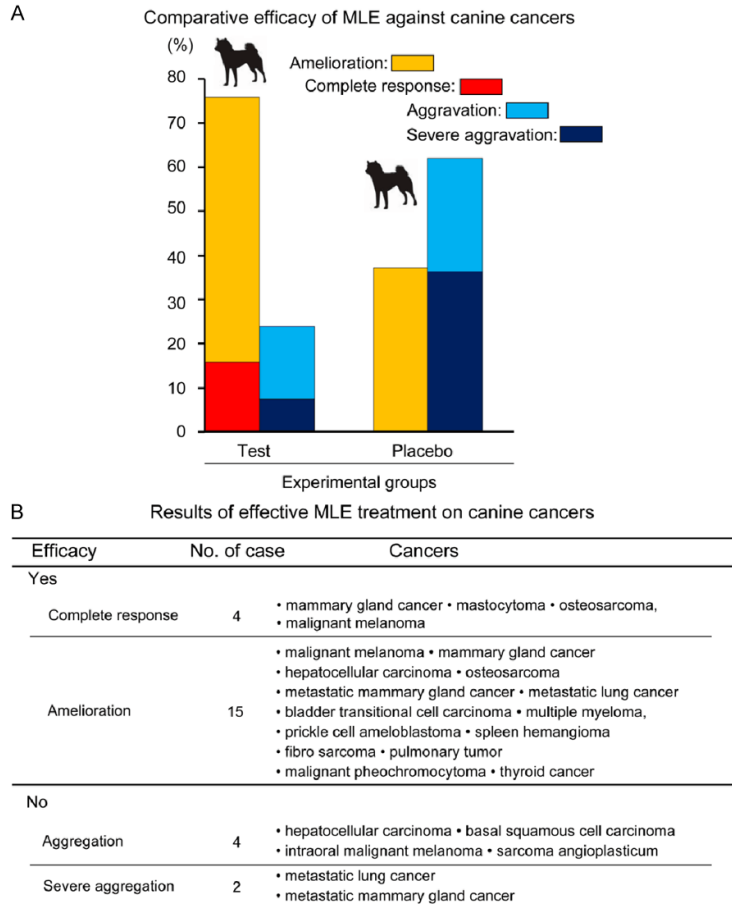 A
Comparative efficacy of MLE against canine cancers
(%)
Amelioration:
Complete response:
Aggravation:
Severe aggravation:
80
70
60
50
40
30
20
10
0
Test Placebo
Experimental groups
B
Results of effective MLE treatment on canine cancers
Efficacy No. of case Cancers
Yes
Complete response 4
• mammary gland cancer • mastocytoma • osteosarcoma,
• malignant melanoma
Amelioration 15
• malignant melanoma • mammary gland cancer
• hepatocellular carcinoma • osteosarcoma
• metastatic mammary gland cancer • metastatic lung cancer
• bladder transitional cell carcinoma • multiple myeloma,
• prickle cell ameloblastoma • spleen hemangioma
• fibro sarcoma • pulmonary tumor
• malignant pheochromocytoma • thyroid cancer
No
Aggregation 4
• hepatocellular carcinoma • basal squamous cell carcinoma
• intraoral malignant melanoma • sarcoma angioplasticum
Severe aggregation 2
• metastatic lung cancer
• metastatic mammary gland cancer